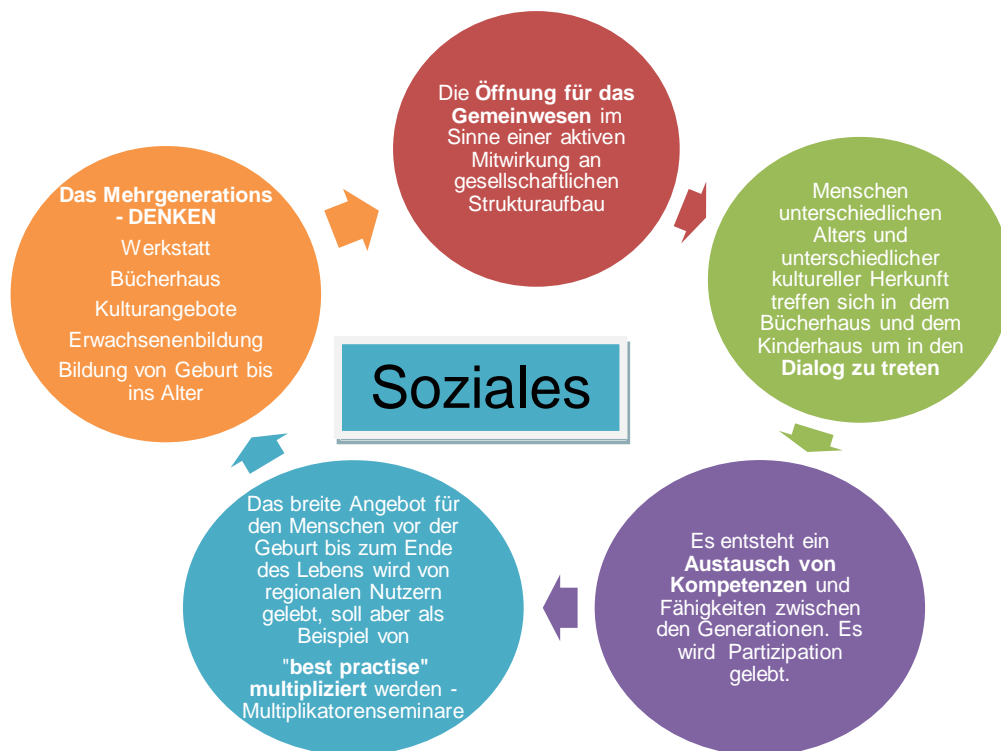 Die Öffnung für das
Gemeinwesen im
Sinne einer aktiven
Mitwirkung an
gesellschaftlichen
Strukturaufbau
Menschen
unterschiedlichen
Alters und
unterschiedlicher
kultureller Herkunft
treffen sich in dem
Bücherhaus und dem
Kinderhaus um in den
Dialog zu treten
Es entsteht ein
Austausch von
Kompetenzen und
Fähigkeiten zwischen
den Generationen. Es
wird Partizipation
gelebt.
Das breite Angebot für
den Menschen vor der
Geburt bis zum Ende
des Lebens wird von
regionalen Nutzern
gelebt, soll aber als
Beispiel von
"best practise"
multipliziert werden -
Multiplikatorenseminare
Das Mehrgenerations
- DENKEN
Werkstatt
Bücherhaus
Kulturangebote
Erwachsenenbildung
Bildung von Geburt bis
ins Alter
Soziales